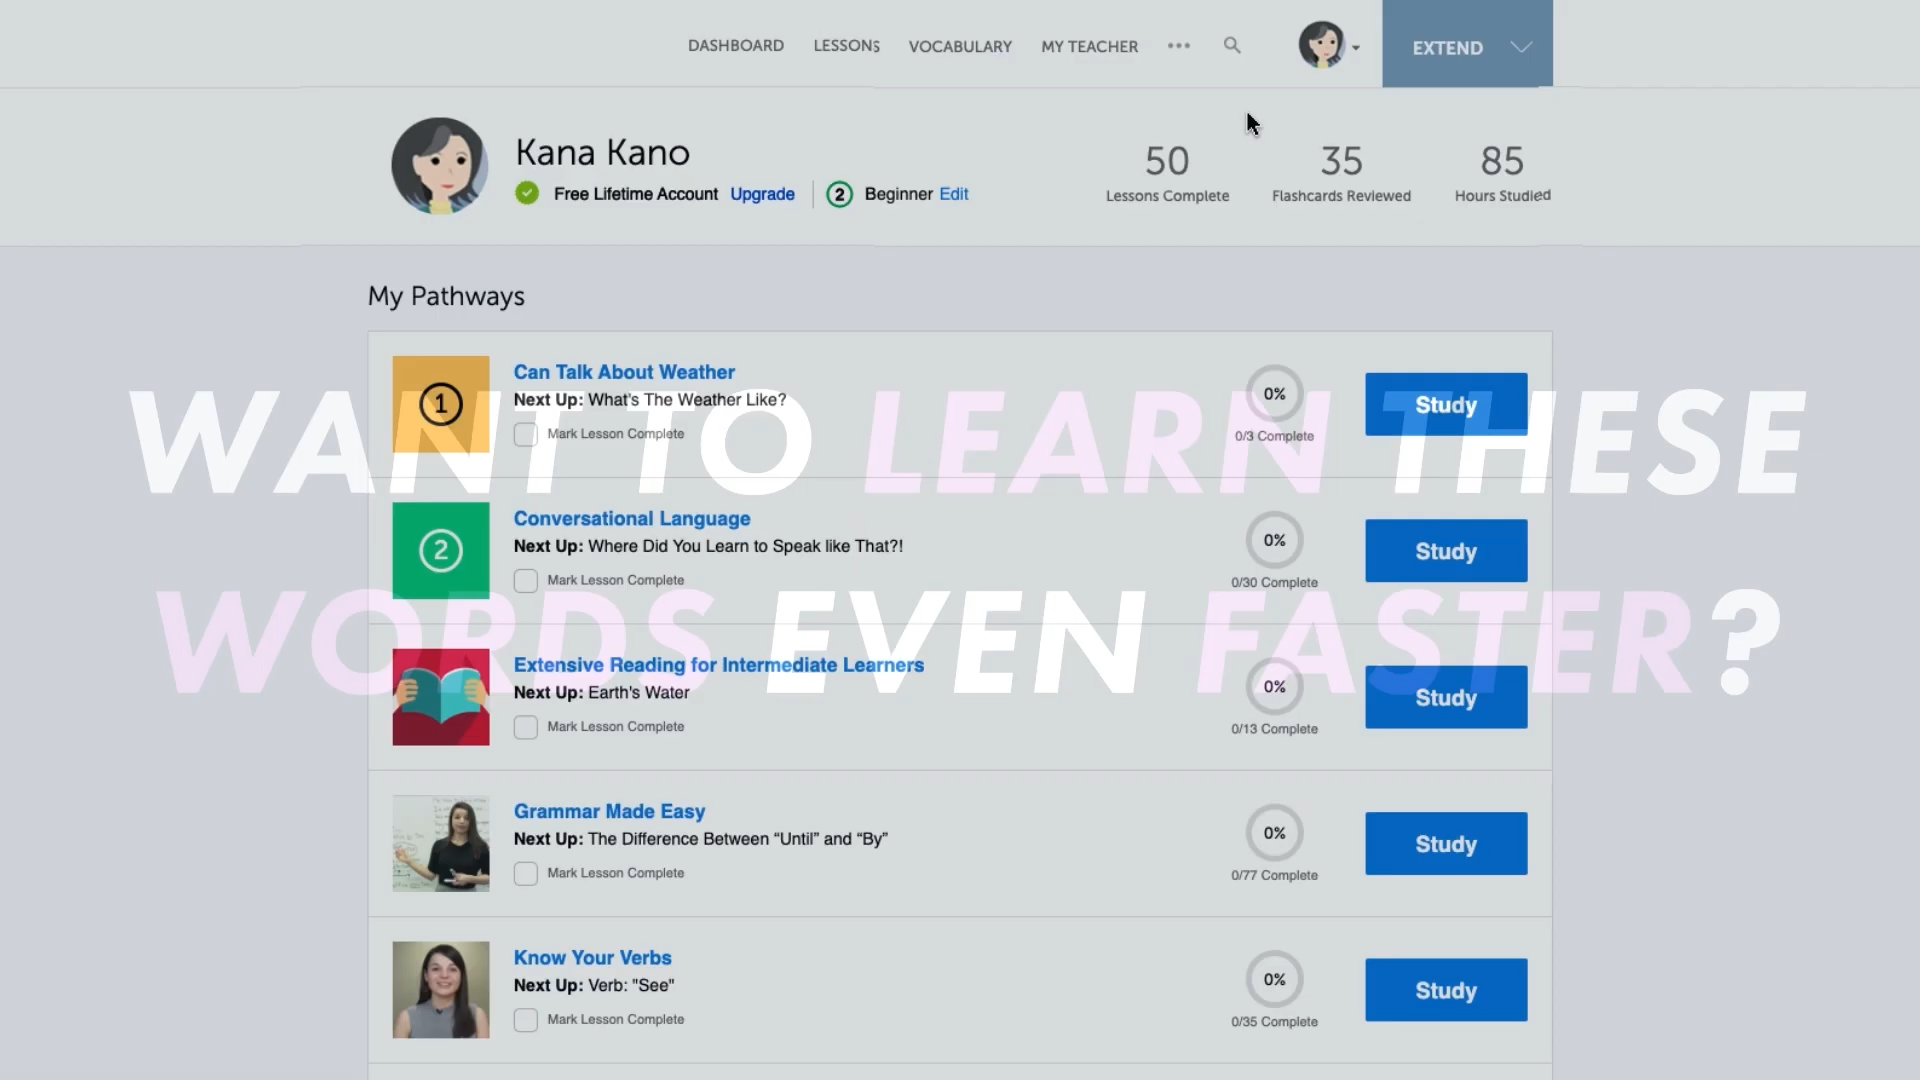 DASHBOARD LESSONS VOCABULARY MY TEACHER EXTEND
Kana Kano
Free Lifetime Account Upgrade 2 Beginner Edit
50 35 85
Lessons Complete Flashcards Reviewed Hours Studied
My Pathways
1 Can Talk About Weather
Next Up: What's The Weather Like?
Mark Lesson Complete
0%
0/3 Complete
Study
WANT TO LEARN THESE
2 Conversational Language
Next Up: Where Did You Learn to Speak like That?!
Mark Lesson Complete
0%
0/30 Complete
Study
WORDS EVEN FASTER?
Extensive Reading for Intermediate Learners
Next Up: Earth's Water
Mark Lesson Complete
0%
0/13 Complete
Study
Grammar Made Easy
Next Up: The Difference Between “Until” and “By”
Mark Lesson Complete
0%
0/77 Complete
Study
Know Your Verbs
Next Up: Verb: "See"
Mark Lesson Complete
0%
0/35 Complete
Study